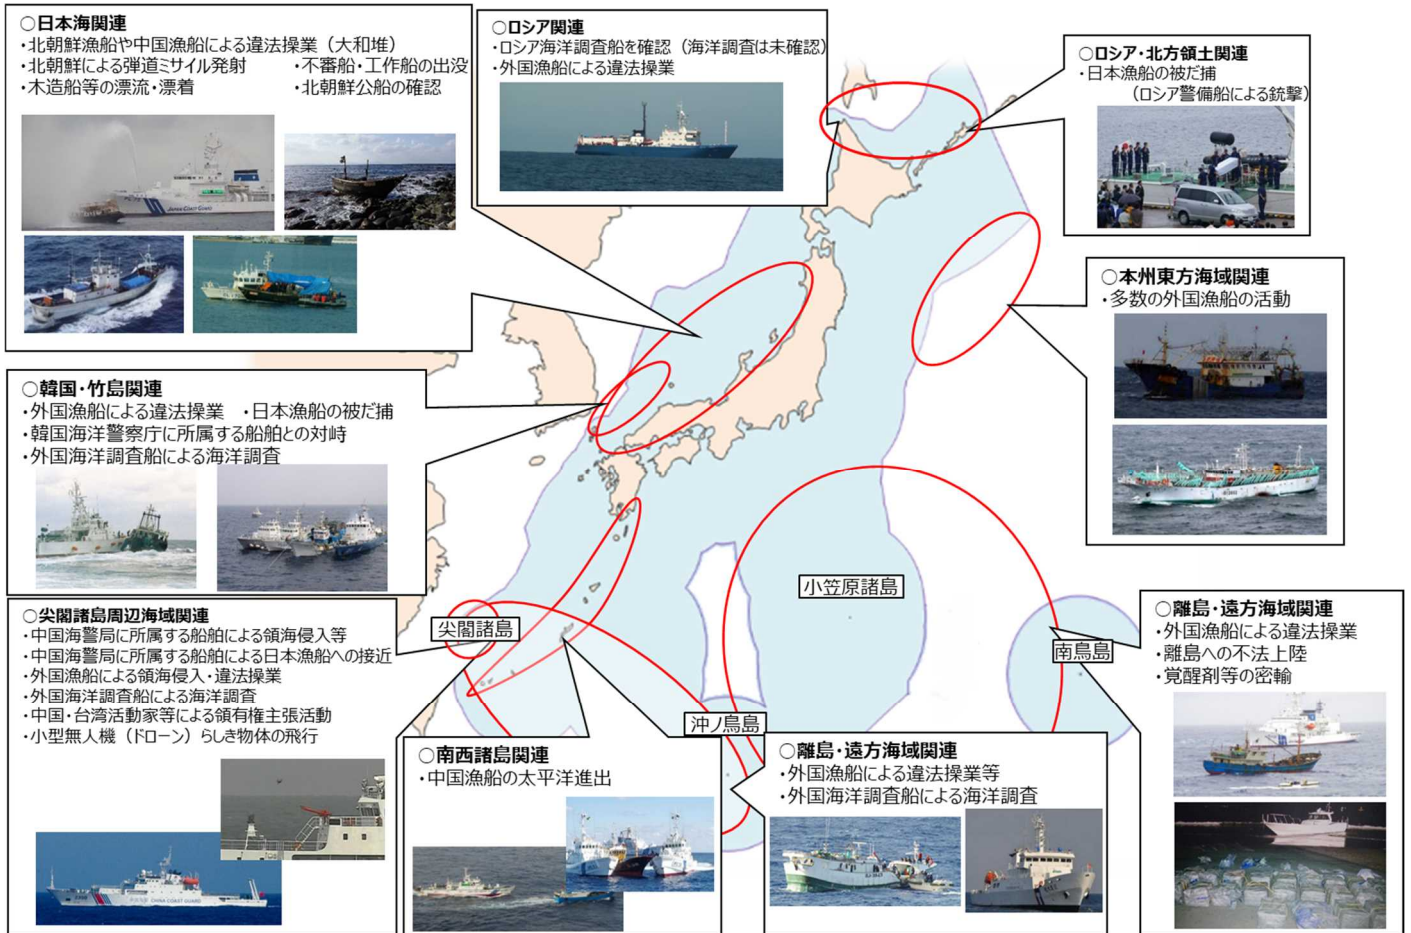 ○日本海関連
・北朝鮮漁船や中国漁船による違法操業（大和堆）
・北朝鮮による弾道ミサイル発射　・不審船・工作船の出没
・木造船等の漂流・漂着　・北朝鮮公船の確認
JAPAN COAST GUARD
○ロシア関連
・ロシア海洋調査船を確認（海洋調査は未確認）
・外国漁船による違法操業
○ロシア・北方領土関連
・日本漁船の被だ捕
（ロシア警備船による銃撃）
○本州東方海域関連
・多数の外国漁船の活動
○韓国・竹島関連
・外国漁船による違法操業　・日本漁船の被だ捕
・韓国海洋警察庁に所属する船舶との対峙
・外国海洋調査船による海洋調査
○尖閣諸島周辺海域関連
・中国海警局に所属する船舶による領海侵入等
・中国海警局に所属する船舶による日本漁船への接近
・外国漁船による領海侵入・違法操業
・外国海洋調査船による海洋調査
・中国・台湾活動家等による領有権主張活動
・小型無人機（ドローン）らしき物体の飛行
CHINA COAST GUARD
尖閣諸島
小笠原諸島
南鳥島
沖ノ鳥島
○南西諸島関連
・中国漁船の太平洋進出
○離島・遠方海域関連
・外国漁船による違法操業等
・外国海洋調査船による海洋調査
○離島・遠方海域関連
・外国漁船による違法操業
・離島への不法上陸
・覚醒剤等の密輸